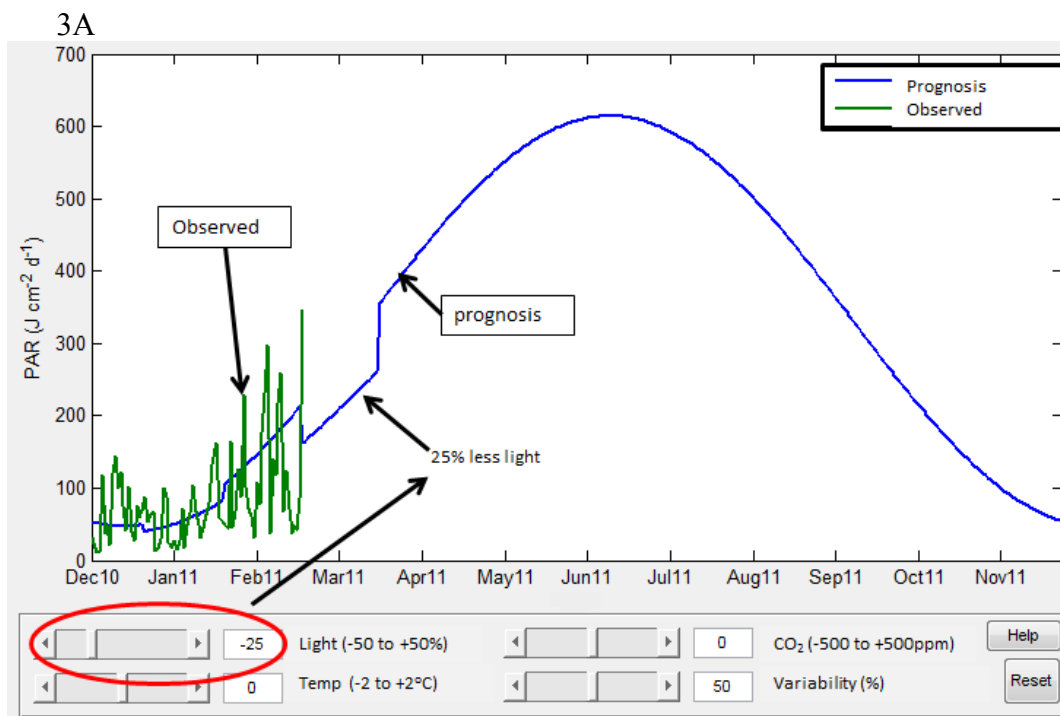 3A
700
600
500
400
300
200
100
0
PAR (J cm⁻² d⁻¹)
Prognosis
Observed
Observed
prognosis
25% less light
Dec10 Jan11 Feb11 Mar11 Apr11 May11 Jun11 Jul11 Aug11 Sep11 Oct11 Nov11
-25 Light (-50 to +50%) 0 CO₂ (-500 to +500ppm) Help
0 Temp (-2 to +2°C) 50 Variability (%) Reset